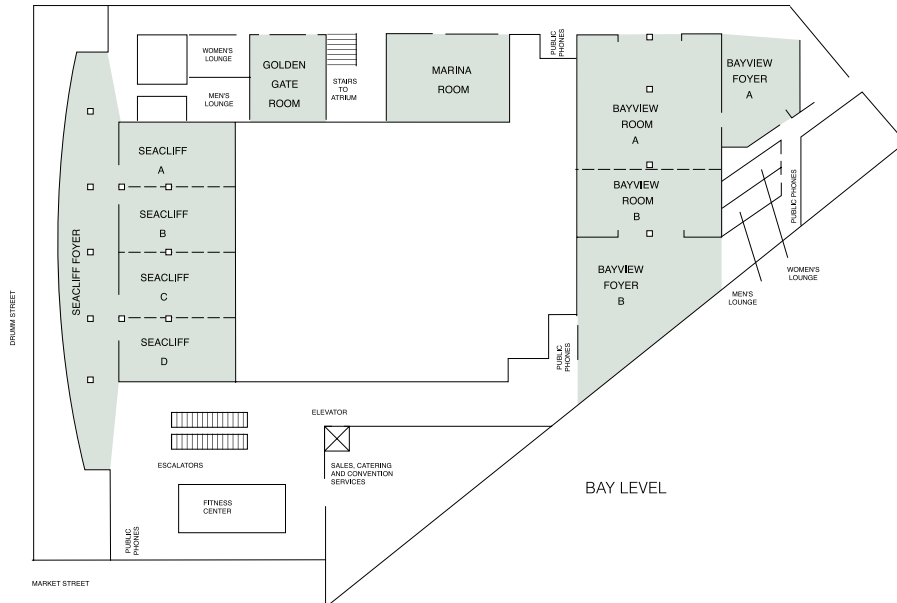 WOMEN'S
LOUNGE
MEN'S
LOUNGE
GOLDEN
GATE
ROOM
STAIRS
TO
ATRIUM
MARINA
ROOM
PUBLIC
PHONES
BAYVIEW
FOYER
A
BAYVIEW
ROOM
A
BAYVIEW
ROOM
B
BAYVIEW
FOYER
B
PUBLIC PHONES
WOMEN'S
LOUNGE
MEN'S
LOUNGE
SEACLIFF
A
SEACLIFF
B
SEACLIFF
C
SEACLIFF
D
SEACLIFF FOYER
DRUMM STREET
PUBLIC
PHONES
ELEVATOR
ESCALATORS
SALES, CATERING
AND CONVENTION
SERVICES
FITNESS
CENTER
PUBLIC
PHONES
BAY LEVEL
MARKET STREET